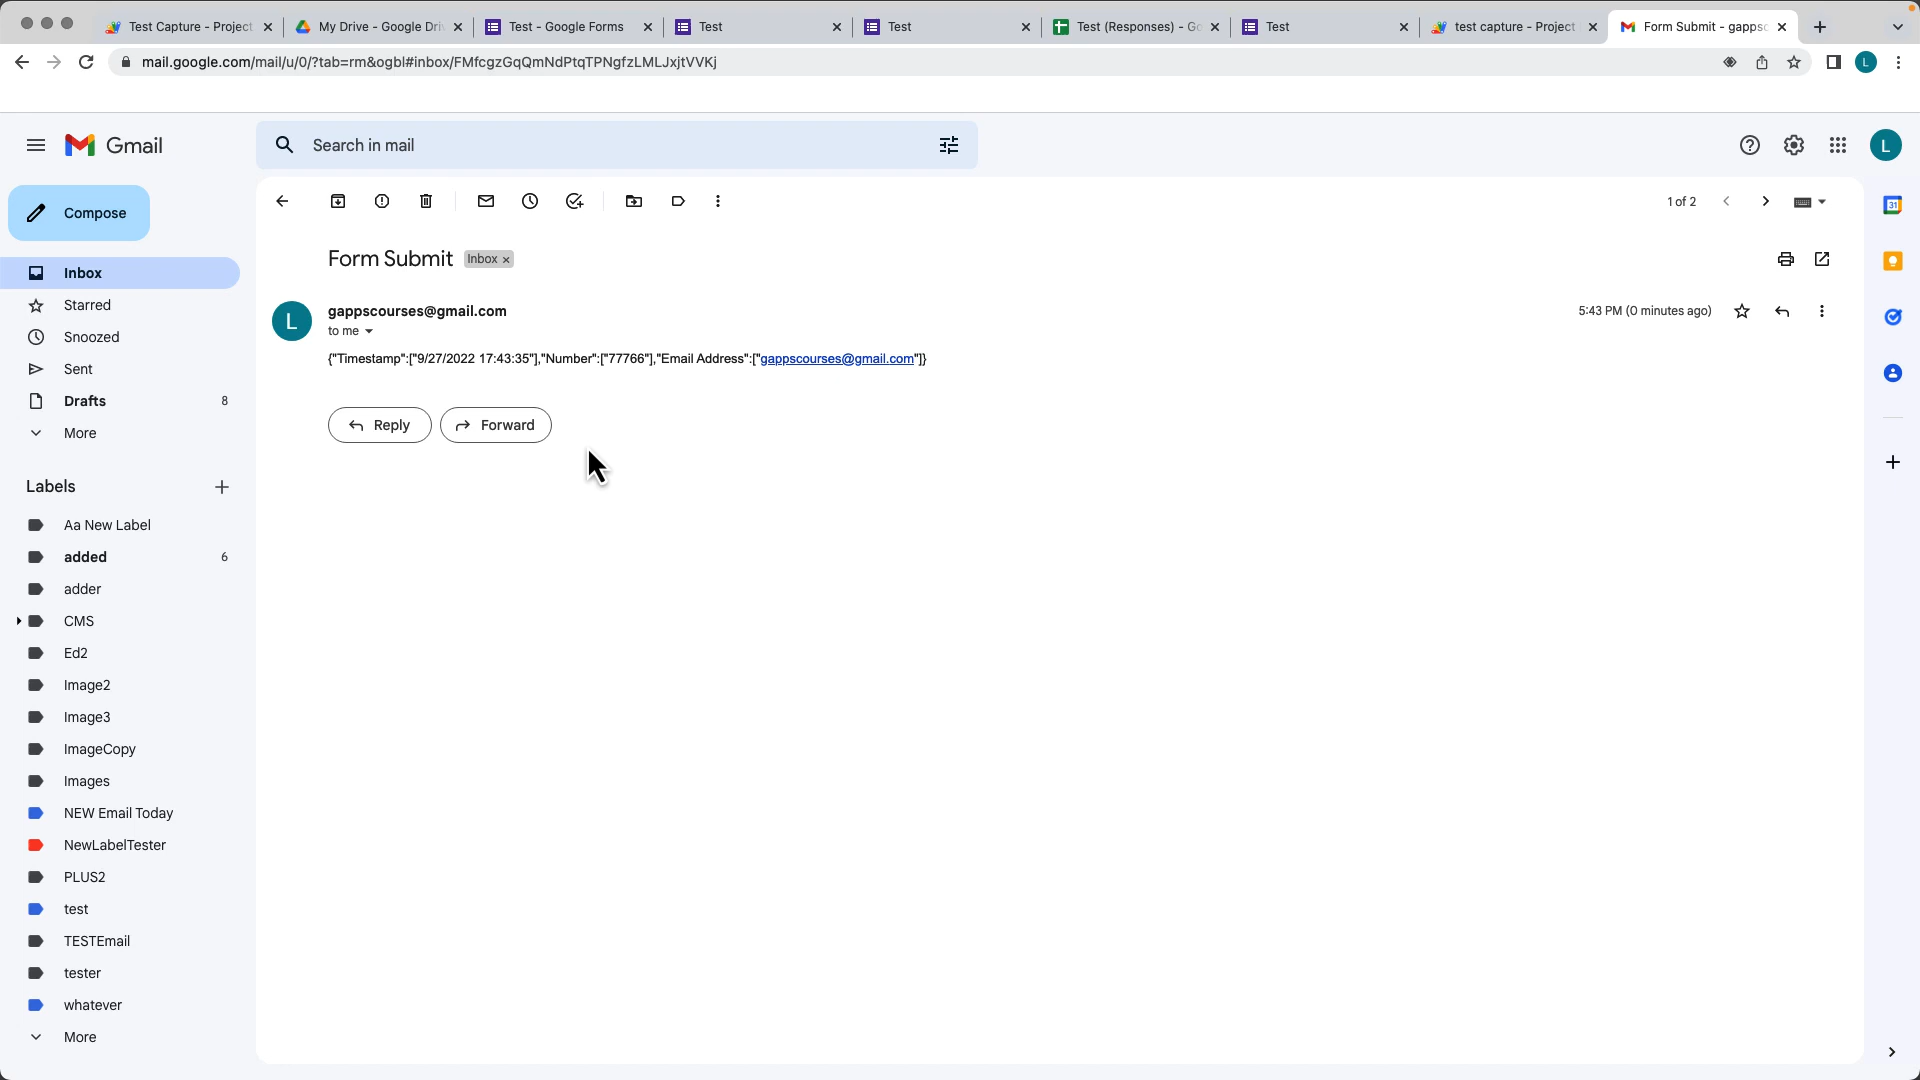 Test Capture - Project
My Drive - Google Dri
Test - Google Forms
Test
Test
Test (Responses) - Go
Test
test capture - Project
Form Submit - gappsc
mail.google.com/mail/u/0/?tab=rm&ogbl#inbox/FMfcgzGqQmNdPtqTPNgfzLMLJxjtVVKj
L
Gmail
Search in mail
L
Compose
1 of 2
31
Form Submit
Inbox ×
Inbox
Starred
L
gappscourses@gmail.com
5:43 PM (0 minutes ago)
to me
Snoozed
{"Timestamp":["9/27/2022 17:43:35"],"Number":["77766"],"Email Address":["gappscourses@gmail.com"]}
Sent
Drafts 8
Reply
Forward
More
Labels
Aa New Label
added 6
adder
CMS
Ed2
Image2
Image3
ImageCopy
Images
NEW Email Today
NewLabelTester
PLUS2
test
TESTEmail
tester
whatever
More